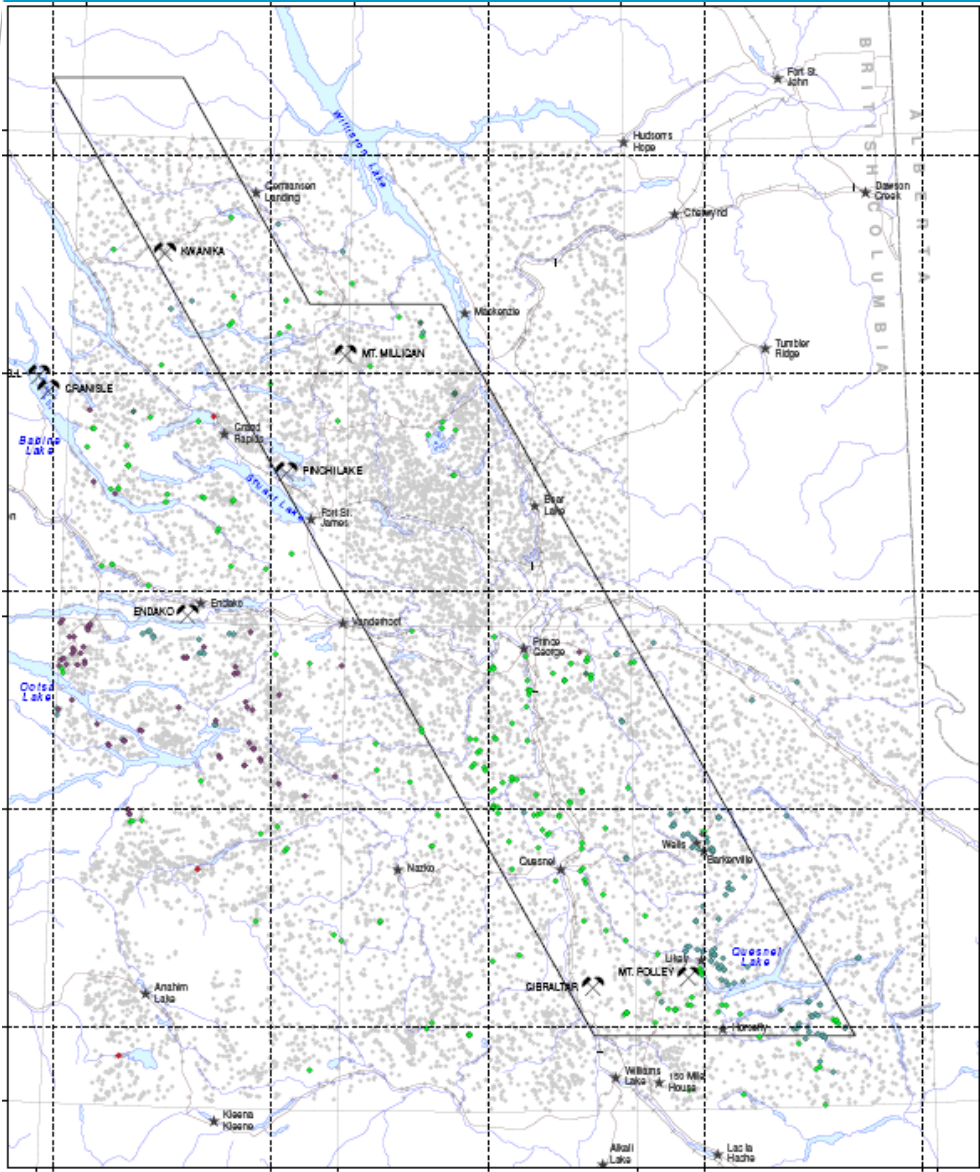 Fort St.
John
BRITISH COLUMBIA
ALBERTA
Williston Lake
Hudson's
Hope
Germansen
Landing
Dawson
Creek
Chetwynd
KWANIKA
Mackenzie
Tumbler
Ridge
MT. MILLIGAN
GRANISLE
Babine
Lake
Grand
Rapids
PINCHI LAKE
Stuart Lake
Bear
Lake
Fort St.
James
Endako
ENDAKO
Vanderhoof
Prince
George
Ootsa
Lake
Wells
Barkerville
Quesnel
Nazko
Quesnel
Lake
Likely
MT. POLLEY
GIBRALTAR
Anahim
Lake
Horsefly
Williams
Lake
150 Mile
House
Kleena
Kleene
Alkali
Lake
Lac la
Hache